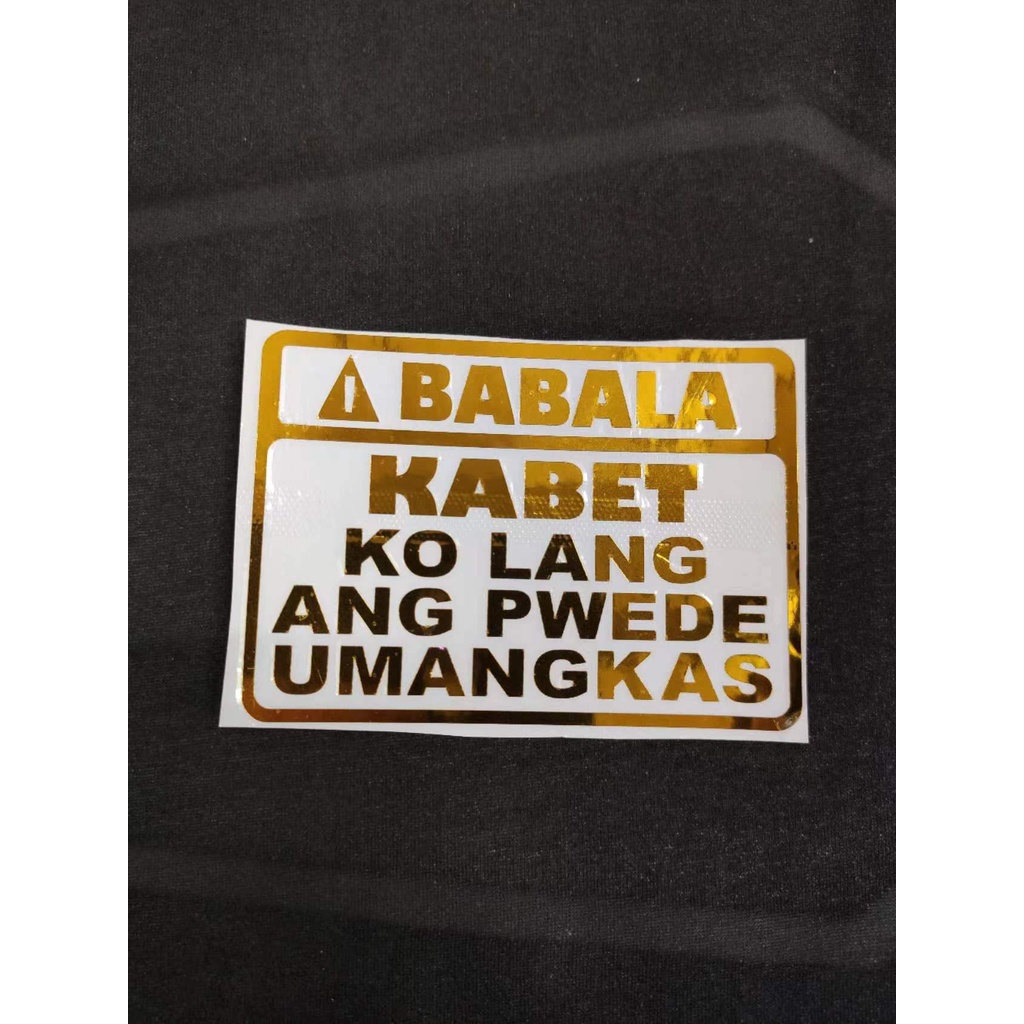 BABALA
KABET
KO LANG
ANG PWEDE
UMANGKAS